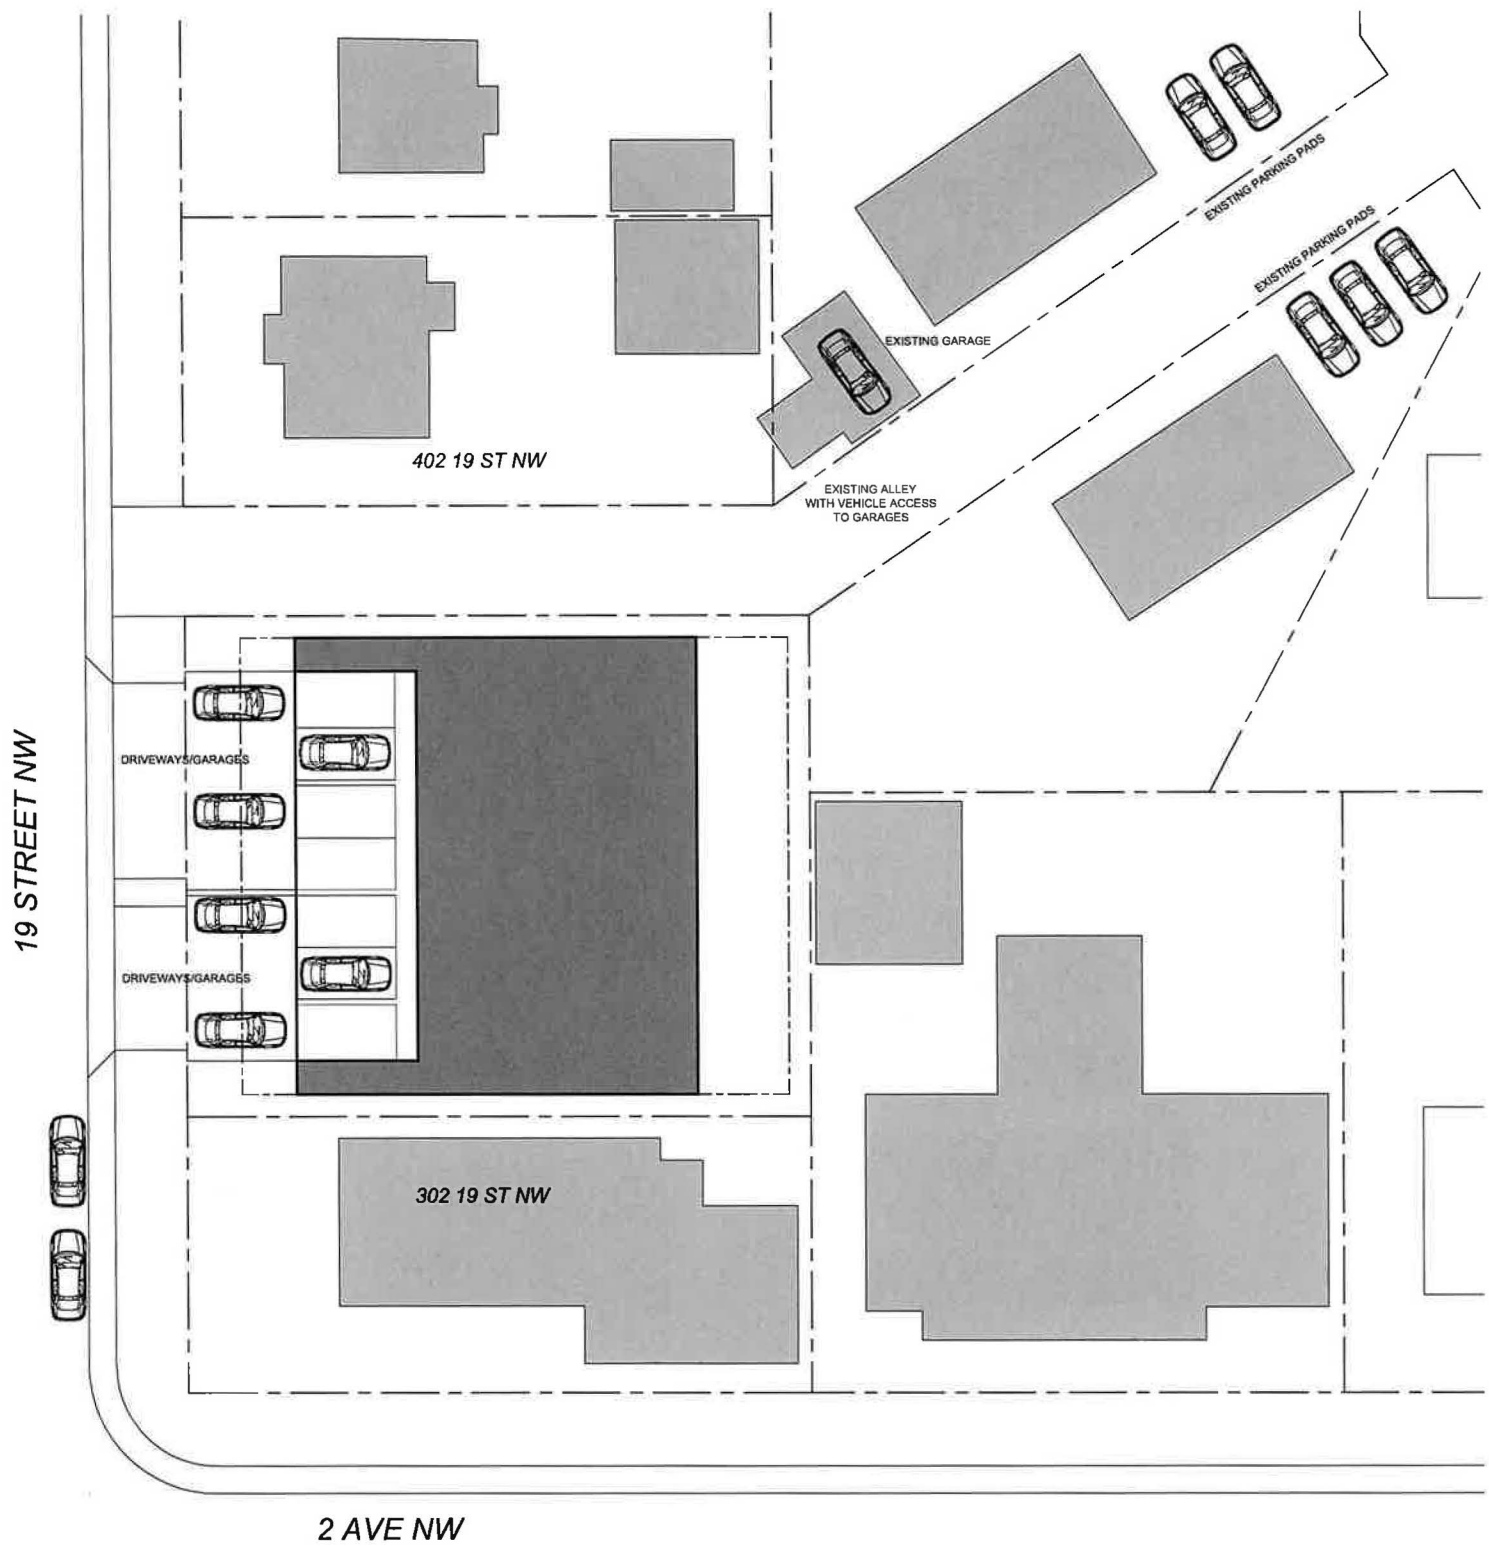 EXISTING PARKING PADS
EXISTING PARKING PADS
EXISTING GARAGE
402 19 ST NW
EXISTING ALLEY
WITH VEHICLE ACCESS
TO GARAGES
DRIVEWAYS/GARAGES
19 STREET NW
DRIVEWAYS/GARAGES
302 19 ST NW
2 AVE NW